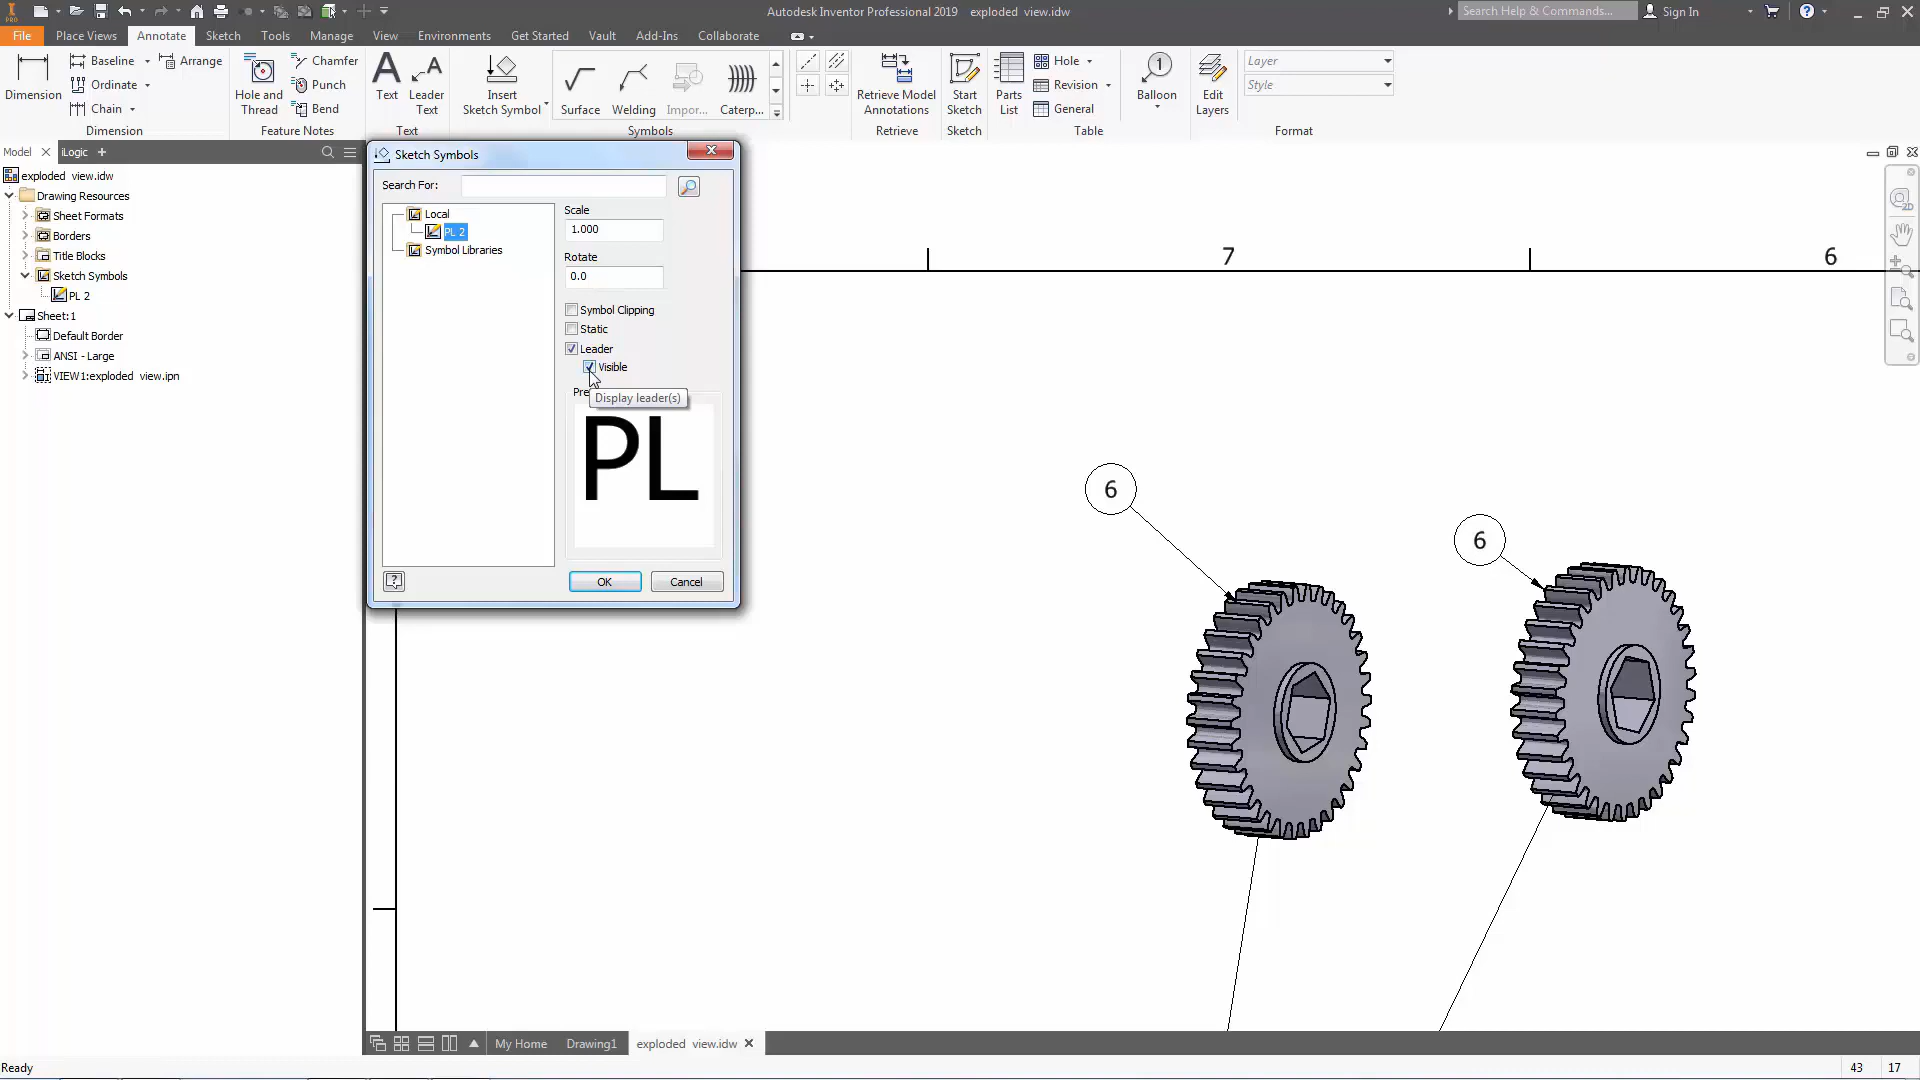 Autodesk Inventor Professional 2019 exploded view.idw
Search Help & Commands...
Sign In
PRO
File Place Views Annotate Sketch Tools Manage View Environments Get Started Vault Add-Ins Collaborate
Dimension
Baseline
Ordinate
Chain
Arrange
Dimension
Hole and
Thread
Chamfer
Punch
Bend
Feature Notes
Text
Leader
Text
Text
Insert
Sketch Symbol
Surface
Welding
Impor...
Caterp...
Symbols
Retrieve Model
Annotations
Retrieve
Start
Sketch
Sketch
Parts
List
Hole
Revision
General
Table
1
Balloon
Edit
Layers
Layer
Style
Format
Model
iLogic
exploded view.idw
Drawing Resources
Sheet Formats
Borders
Title Blocks
Sketch Symbols
PL 2
Sheet:1
Default Border
ANSI - Large
VIEW1:exploded view.ipn
Sketch Symbols
Search For:
Local
PL 2
Symbol Libraries
Scale
1.000
Rotate
0.0
Symbol Clipping
Static
Leader
Visible
Pre
Display leader(s)
PL
OK
Cancel
7
6
6
6
2D
My Home
Drawing1
exploded view.idw
Ready
43
17